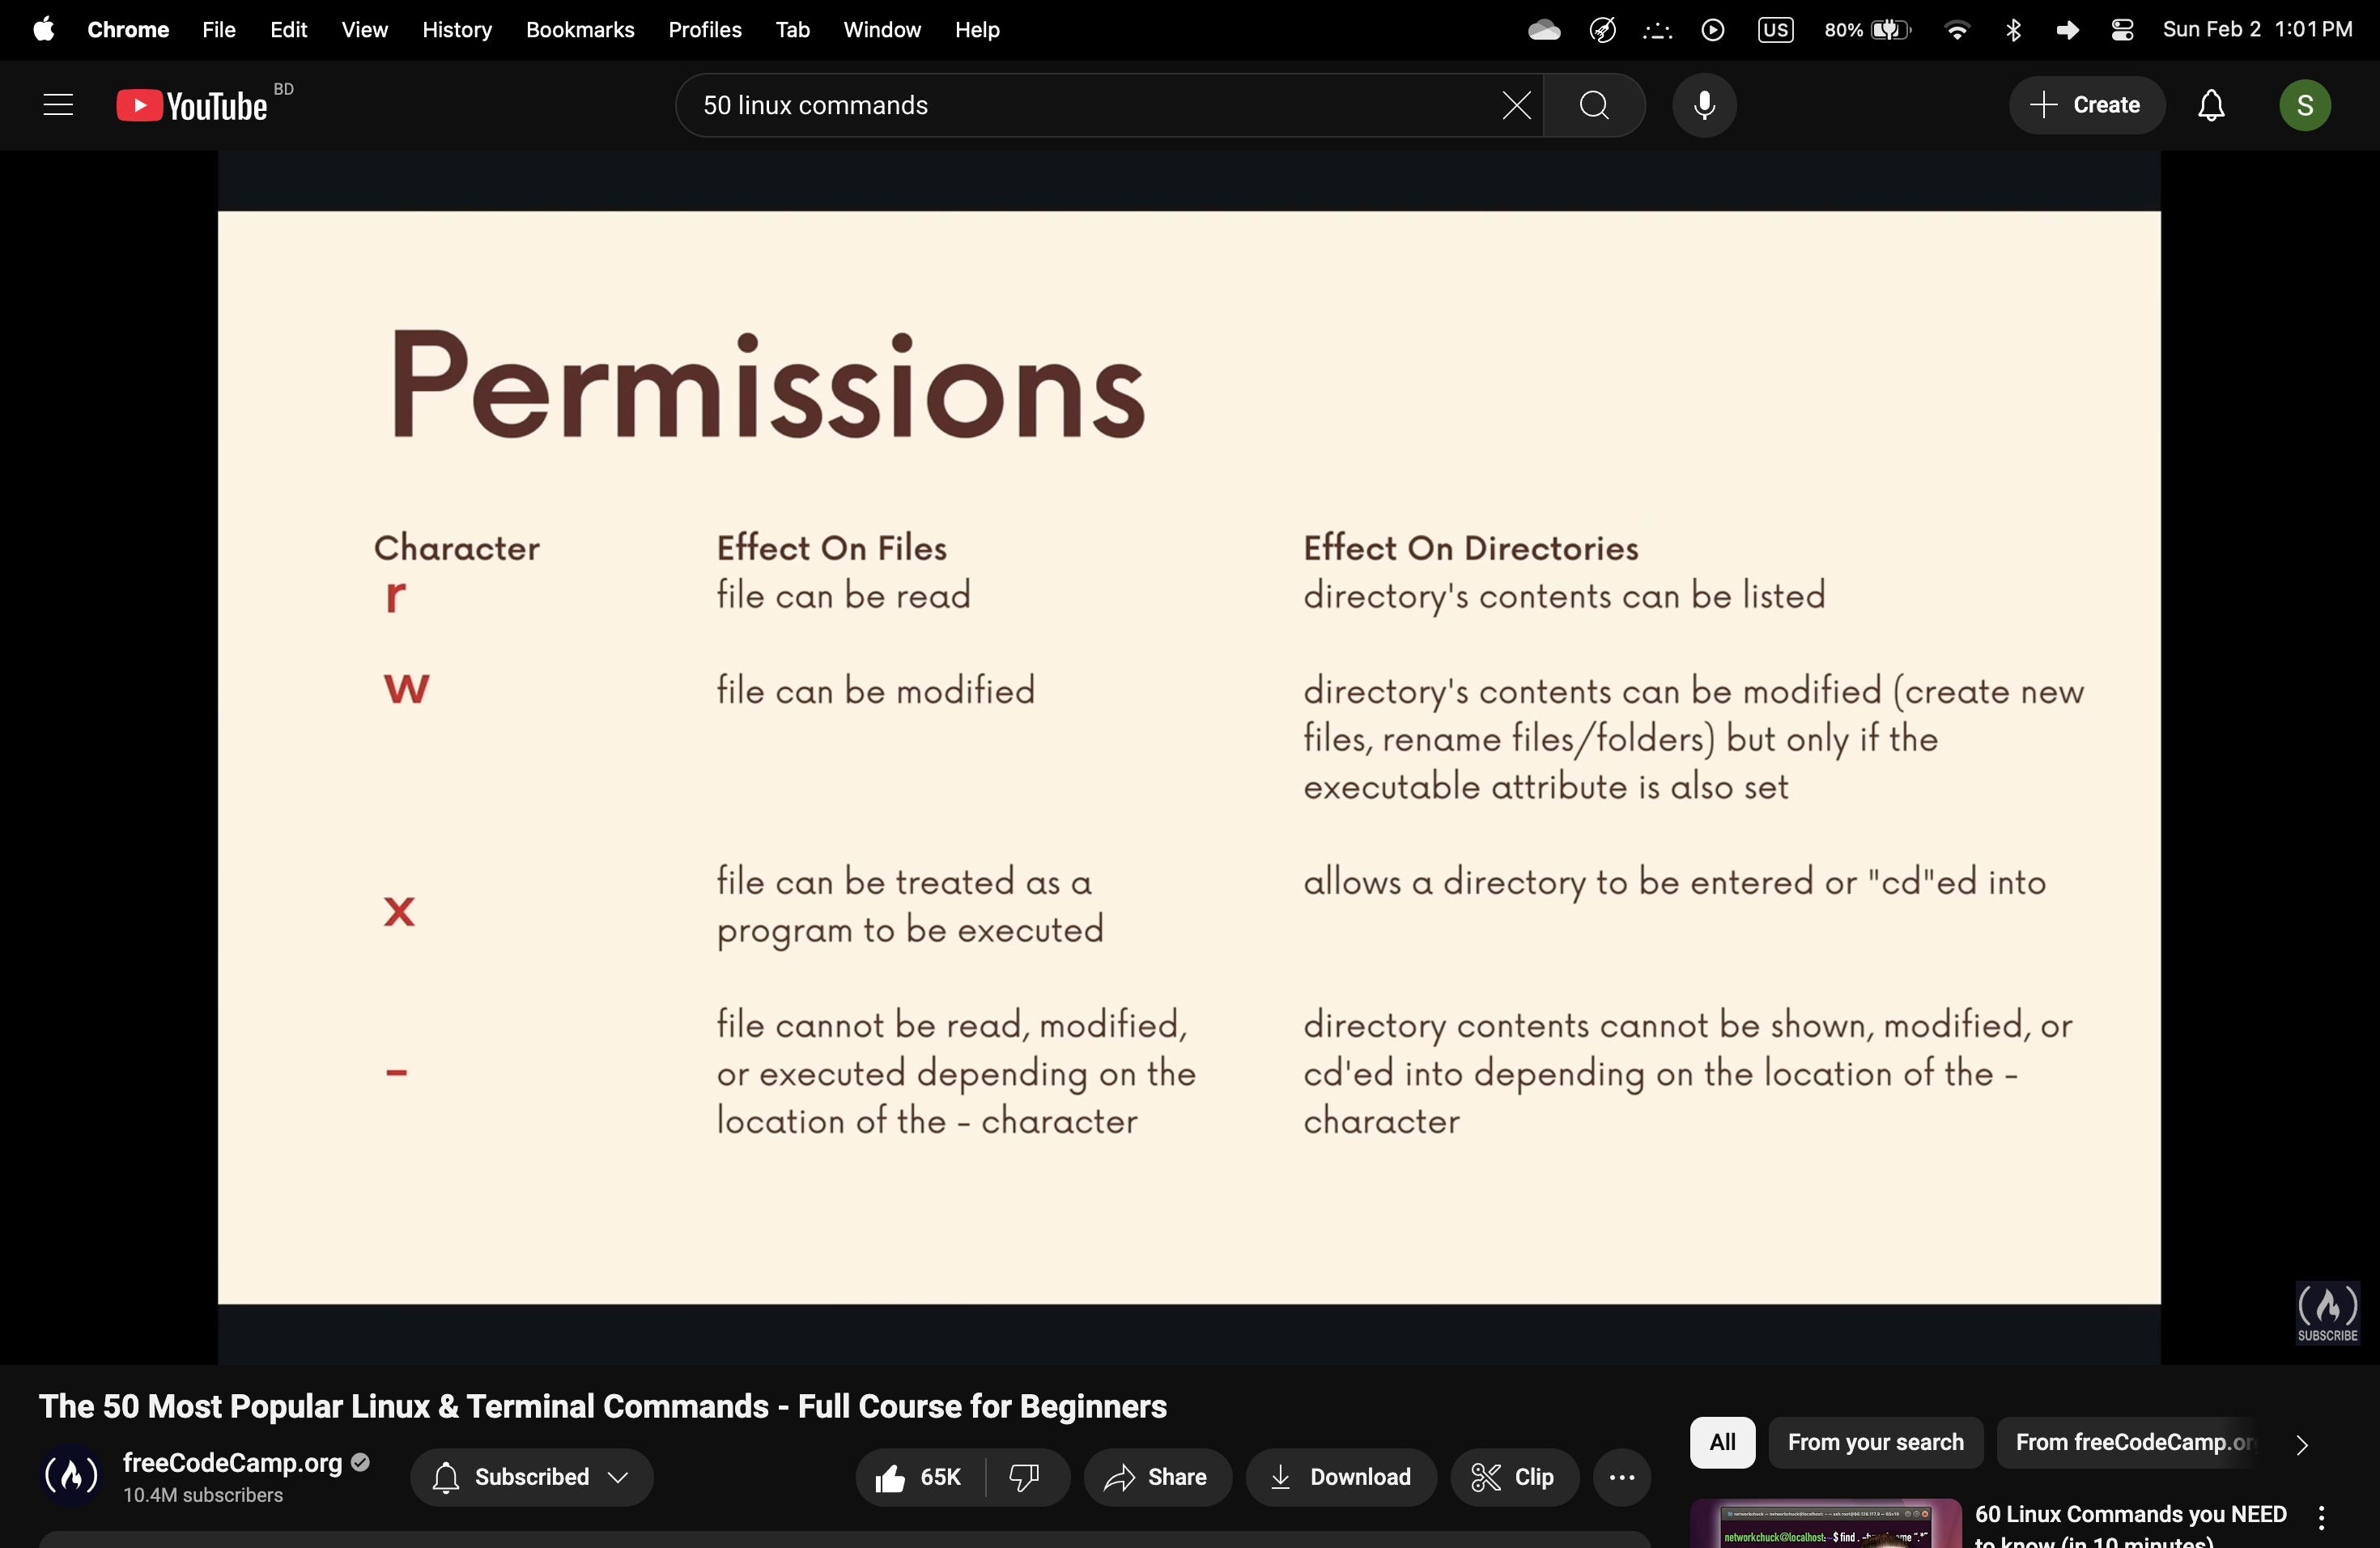 Chrome File Edit View History Bookmarks Profiles Tab Window Help US 80% Sun Feb 2 1:01 PM
YouTube BD
50 linux commands
Create
S
Permissions
Character Effect On Files Effect On Directories
r file can be read directory's contents can be listed
w file can be modified directory's contents can be modified (create new
files, rename files/folders) but only if the
executable attribute is also set
x file can be treated as a allows a directory to be entered or "cd"ed into
program to be executed
- file cannot be read, modified, directory contents cannot be shown, modified, or
or executed depending on the cd'ed into depending on the location of the -
location of the - character character
SUBSCRIBE
The 50 Most Popular Linux & Terminal Commands - Full Course for Beginners
freeCodeCamp.org
10.4M subscribers
Subscribed
65K
Share
Download
Clip
All
From your search
From freeCodeCamp.or
60 Linux Commands you NEED
to know (in 10 minutes)
networkchuck@localhost:~$ find .